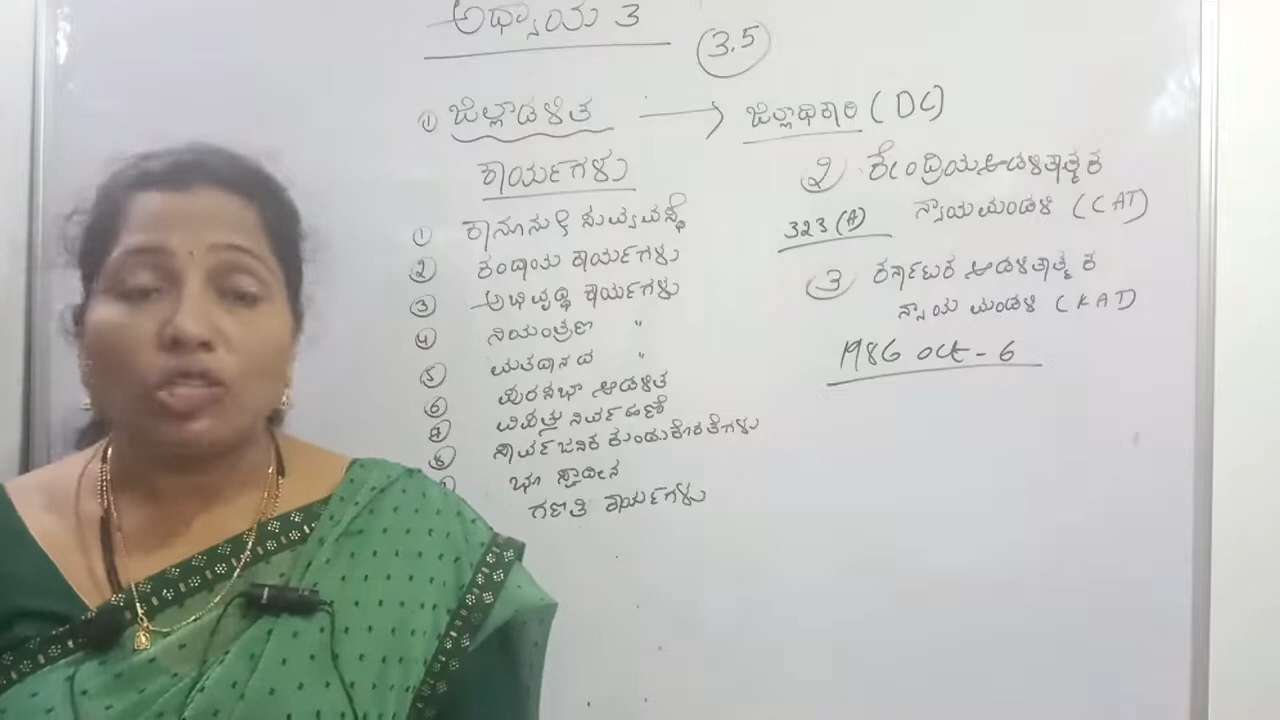 ಅಧ್ಯಾಯ 3
3.5
① ಜಿಲ್ಲಾಡಳಿತ → ಜಿಲ್ಲಾಧಿಕಾರಿ (DC)
ಕಾರ್ಯಗಳು
① ಕಾನೂನು & ಸುವ್ಯವಸ್ಥೆ
② ಕಂದಾಯ ಕಾರ್ಯಗಳು
③ ಅಭಿವೃದ್ಧಿ ಕಾರ್ಯಗಳು
④ ನಿಯಂತ್ರಣ "
⑤ ಮತದಾನದ "
⑥ ಪುರಸಭಾ ಆಡಳಿತ
⑦ ವಿಪತ್ತು ನಿರ್ವಹಣೆ
⑧ ಸಾರ್ವಜನಿಕ ಕುಂದುಕೊರತೆಗಳು
ಭೂ ಸ್ವಾಧೀನ
ಗಣತಿ ಕಾರ್ಯಗಳು
② ಕೇಂದ್ರಿಯ ಆಡಳಿತಾತ್ಮಕ
323 (A) ನ್ಯಾಯಮಂಡಳಿ (CAT)
③ ಕರ್ನಾಟಕ ಆಡಳಿತಾತ್ಮಕ
ನ್ಯಾಯ ಮಂಡಳಿ (KAT)
1986 oct - 6